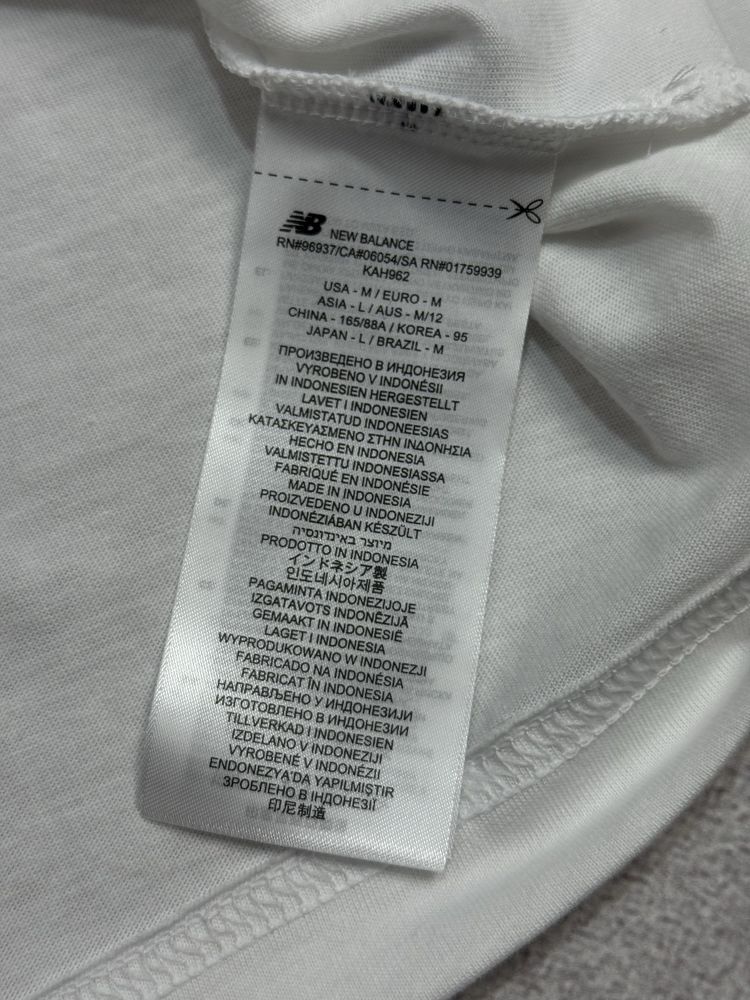 NB NEW BALANCE
RN#96937/CA#06054/SA RN#01759939
KAH962
USA - M / EURO - M
ASIA - L / AUS - M/12
CHINA - 165/88A / KOREA - 95
JAPAN - L / BRAZIL - M
ПРОИЗВЕДЕНО В ИНДОНЕЗИЯ
VYROBENO V INDONÉSII
IN INDONESIEN HERGESTELLT
LAVET I INDONESIEN
VALMISTATUD INDONEESIAS
ΚΑΤΑΣΚΕΥΑΣΜΕΝΟ ΣΤΗΝ ΙΝΔΟΝΗΣΙΑ
HECHO EN INDONESIA
VALMISTETTU INDONESIASSA
FABRIQUÉ EN INDONÉSIE
MADE IN INDONESIA
PROIZVEDENO U INDONEZIJI
INDONÉZIÁBAN KÉSZÜLT
מיוצר באינדונסיה
PRODOTTO IN INDONESIA
インドネシア製
인도네시아제품
PAGAMINTA INDONEZIJOJE
IZGATAVOTS INDONĒZIJĀ
GEMAAKT IN INDONESIË
LAGET I INDONESIA
WYPRODUKOWANO W INDONEZJI
FABRICADO NA INDONÉSIA
FABRICAT ÎN INDONESIA
НАПРАВЉЕНО У ИНДОНЕЗИЈИ
ИЗГОТОВЛЕНО В ИНДОНЕЗИИ
TILLVERKAD I INDONESIEN
IZDELANO V INDONEZIJI
VYROBENÉ V INDONÉZII
ENDONEZYA'DA YAPILMIŞTIR
ЗРОБЛЕНО В ІНДОНЕЗІЇ
印尼制造